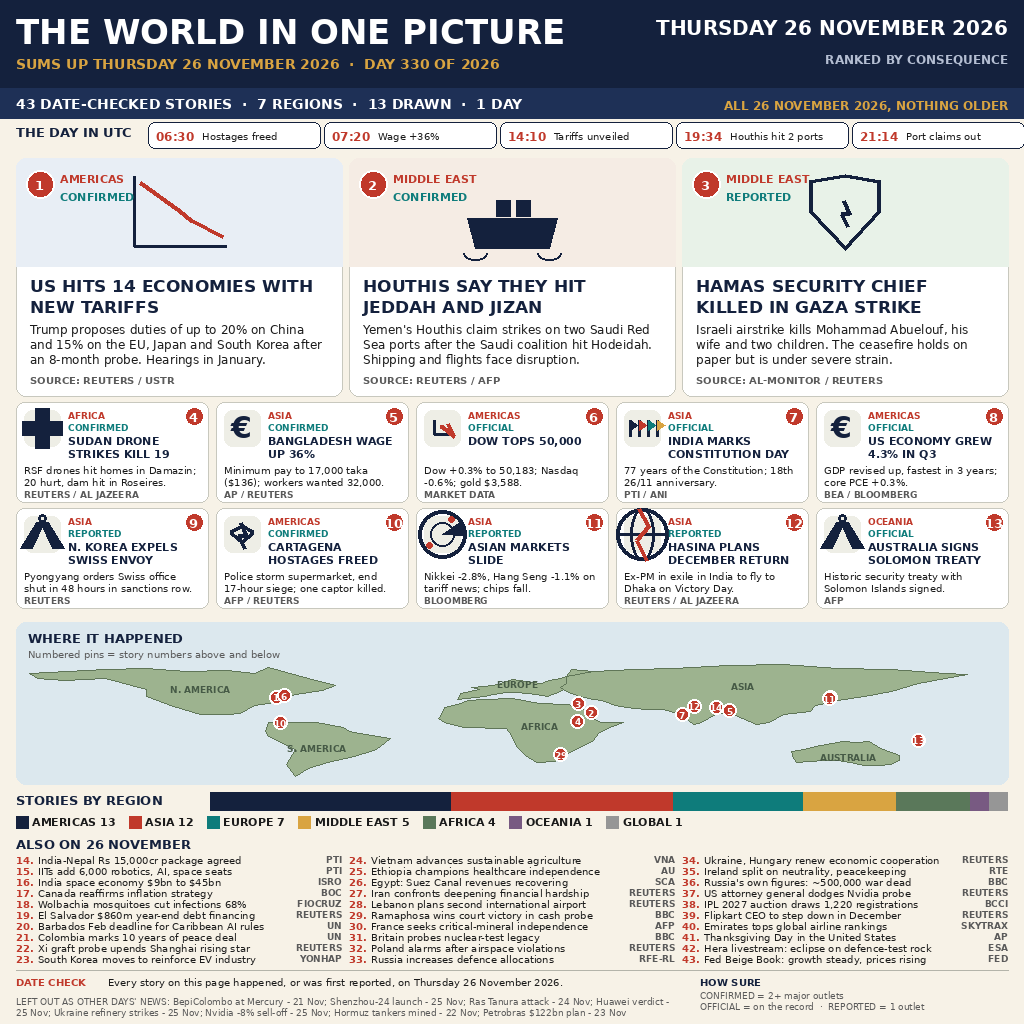 THE WORLD IN ONE PICTURE
THURSDAY 26 NOVEMBER 2026
SUMS UP THURSDAY 26 NOVEMBER 2026 · DAY 330 OF 2026
RANKED BY CONSEQUENCE
43 DATE-CHECKED STORIES · 7 REGIONS · 13 DRAWN · 1 DAY
ALL 26 NOVEMBER 2026, NOTHING OLDER
THE DAY IN UTC
06:30 Hostages freed
07:20 Wage +36%
14:10 Tariffs unveiled
19:34 Houthis hit 2 ports
21:14 Port claims out
1 AMERICAS
CONFIRMED
US HITS 14 ECONOMIES WITH
NEW TARIFFS
Trump proposes duties of up to 20% on China
and 15% on the EU, Japan and South Korea after
an 8-month probe. Hearings in January.
SOURCE: REUTERS / USTR
2 MIDDLE EAST
CONFIRMED
HOUTHIS SAY THEY HIT
JEDDAH AND JIZAN
Yemen's Houthis claim strikes on two Saudi Red
Sea ports after the Saudi coalition hit Hodeidah.
Shipping and flights face disruption.
SOURCE: REUTERS / AFP
3 MIDDLE EAST
REPORTED
HAMAS SECURITY CHIEF
KILLED IN GAZA STRIKE
Israeli airstrike kills Mohammad Abuelouf, his
wife and two children. The ceasefire holds on
paper but is under severe strain.
SOURCE: AL-MONITOR / REUTERS
AFRICA 4
CONFIRMED
SUDAN DRONE
STRIKES KILL 19
RSF drones hit homes in Damazin;
20 hurt, dam hit in Roseires.
REUTERS / AL JAZEERA
€
ASIA 5
CONFIRMED
BANGLADESH WAGE
UP 36%
Minimum pay to 17,000 taka
($136); workers wanted 32,000.
AP / REUTERS
AMERICAS 6
OFFICIAL
DOW TOPS 50,000
Dow +0.3% to 50,183; Nasdaq
-0.6%; gold $3,588.
MARKET DATA
ASIA 7
OFFICIAL
INDIA MARKS
CONSTITUTION DAY
77 years of the Constitution; 18th
26/11 anniversary.
PTI / ANI
€
AMERICAS 8
OFFICIAL
US ECONOMY GREW
4.3% IN Q3
GDP revised up, fastest in 3 years;
core PCE +0.3%.
BEA / BLOOMBERG
ASIA 9
REPORTED
N. KOREA EXPELS
SWISS ENVOY
Pyongyang orders Swiss office
shut in 48 hours in sanctions row.
REUTERS
AMERICAS 10
CONFIRMED
CARTAGENA
HOSTAGES FREED
Police storm supermarket, end
17-hour siege; one captor killed.
AFP / REUTERS
ASIA 11
REPORTED
ASIAN MARKETS
SLIDE
Nikkei -2.8%, Hang Seng -1.1% on
tariff news; chips fall.
BLOOMBERG
ASIA 12
REPORTED
HASINA PLANS
DECEMBER RETURN
Ex-PM in exile in India to fly to
Dhaka on Victory Day.
REUTERS / AL JAZEERA
OCEANIA 13
OFFICIAL
AUSTRALIA SIGNS
SOLOMON TREATY
Historic security treaty with
Solomon Islands signed.
AFP
WHERE IT HAPPENED
Numbered pins = story numbers above and below
N. AMERICA
EUROPE
ASIA
AFRICA
S. AMERICA
AUSTRALIA
6
10
3
2
4
29
7
12
14
5
11
13
STORIES BY REGION
AMERICAS 13 ASIA 12 EUROPE 7 MIDDLE EAST 5 AFRICA 4 OCEANIA 1 GLOBAL 1
ALSO ON 26 NOVEMBER
14. India-Nepal Rs 15,000cr package agreed PTI
15. IITs add 6,000 robotics, AI, space seats PTI
16. India space economy $9bn to $45bn ISRO
17. Canada reaffirms inflation strategy BOC
18. Wolbachia mosquitoes cut infections 68% FIOCRUZ
19. El Salvador $860m year-end debt financing REUTERS
20. Barbados Feb deadline for Caribbean AI rules UN
21. Colombia marks 10 years of peace deal UN
22. Xi graft probe upends Shanghai rising star REUTERS
23. South Korea moves to reinforce EV industry YONHAP
24. Vietnam advances sustainable agriculture VNA
25. Ethiopia champions healthcare independence AU
26. Egypt: Suez Canal revenues recovering SCA
27. Iran confronts deepening financial hardship REUTERS
28. Lebanon plans second international airport REUTERS
29. Ramaphosa wins court victory in cash probe BBC
30. France seeks critical-mineral independence AFP
31. Britain probes nuclear-test legacy BBC
32. Poland alarms after airspace violations REUTERS
33. Russia increases defence allocations RFE-RL
34. Ukraine, Hungary renew economic cooperation REUTERS
35. Ireland split on neutrality, peacekeeping RTE
36. Russia's own figures: ~500,000 war dead BBC
37. US attorney general dodges Nvidia probe REUTERS
38. IPL 2027 auction draws 1,220 registrations BCCI
39. Flipkart CEO to step down in December REUTERS
40. Emirates tops global airline rankings SKYTRAX
41. Thanksgiving Day in the United States AP
42. Hera livestream: eclipse on defence-test rock ESA
43. Fed Beige Book: growth steady, prices rising FED
DATE CHECK Every story on this page happened, or was first reported, on Thursday 26 November 2026.
LEFT OUT AS OTHER DAYS' NEWS: BepiColombo at Mercury - 21 Nov; Shenzhou-24 launch - 25 Nov; Ras Tanura attack - 24 Nov; Huawei verdict -
25 Nov; Ukraine refinery strikes - 25 Nov; Nvidia -8% sell-off - 25 Nov; Hormuz tankers mined - 22 Nov; Petrobras $122bn plan - 23 Nov
HOW SURE
CONFIRMED = 2+ major outlets
OFFICIAL = on the record · REPORTED = 1 outlet